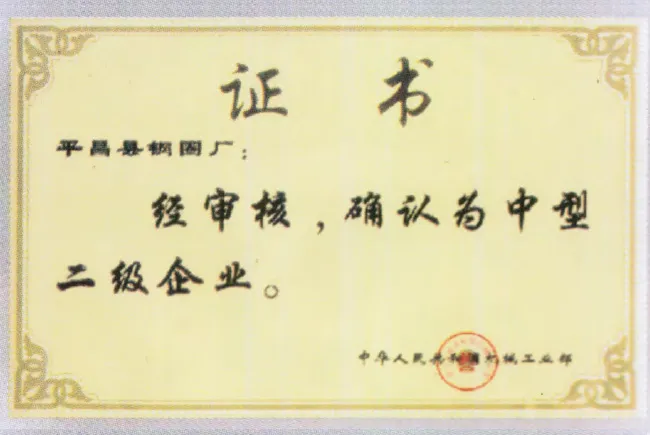 证书
平昌县钢圈厂：
经审核，确认为中型
二级企业。
中华人民共和国机械工业部